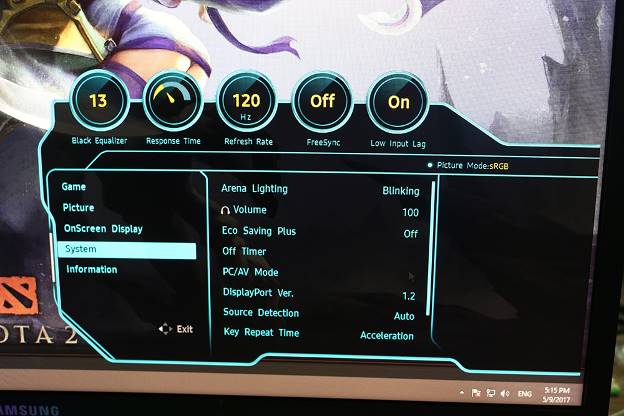 13
120
Hz
Off
On
Black Equalizer
Response Time
Refresh Rate
FreeSync
Low Input Lag
Picture Mode:sRGB
Game
Picture
OnScreen Display
System
Information
Exit
Arena Lighting Blinking
Volume 100
Eco Saving Plus Off
Off Timer
PC/AV Mode
DisplayPort Ver. 1.2
Source Detection Auto
Key Repeat Time Acceleration
OTA 2
ENG
5:15 PM
5/9/2017
AMSUNG